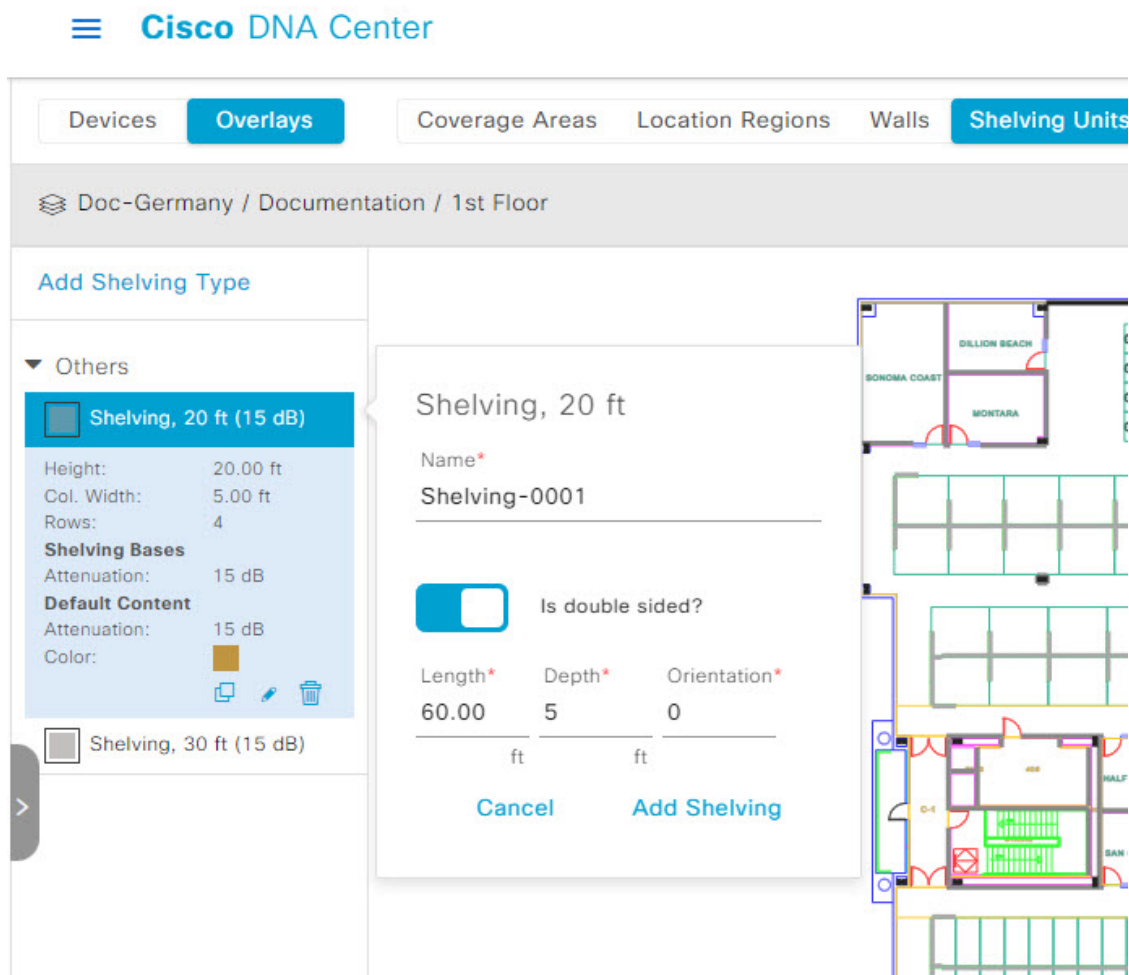 Cisco DNA Center
Devices Overlays Coverage Areas Location Regions Walls Shelving Units
Doc-Germany / Documentation / 1st Floor
Add Shelving Type
Others
Shelving, 20 ft (15 dB)
Height: 20.00 ft
Col. Width: 5.00 ft
Rows: 4
Shelving Bases
Attenuation: 15 dB
Default Content
Attenuation: 15 dB
Color:
Shelving, 30 ft (15 dB)
Shelving, 20 ft
Name*
Shelving-0001
Is double sided?
Length* Depth* Orientation*
60.00 5 0
ft ft
Cancel Add Shelving
DILLION BEACH
SONOMA COAST
MONTARA
C-1
HALF
SAN